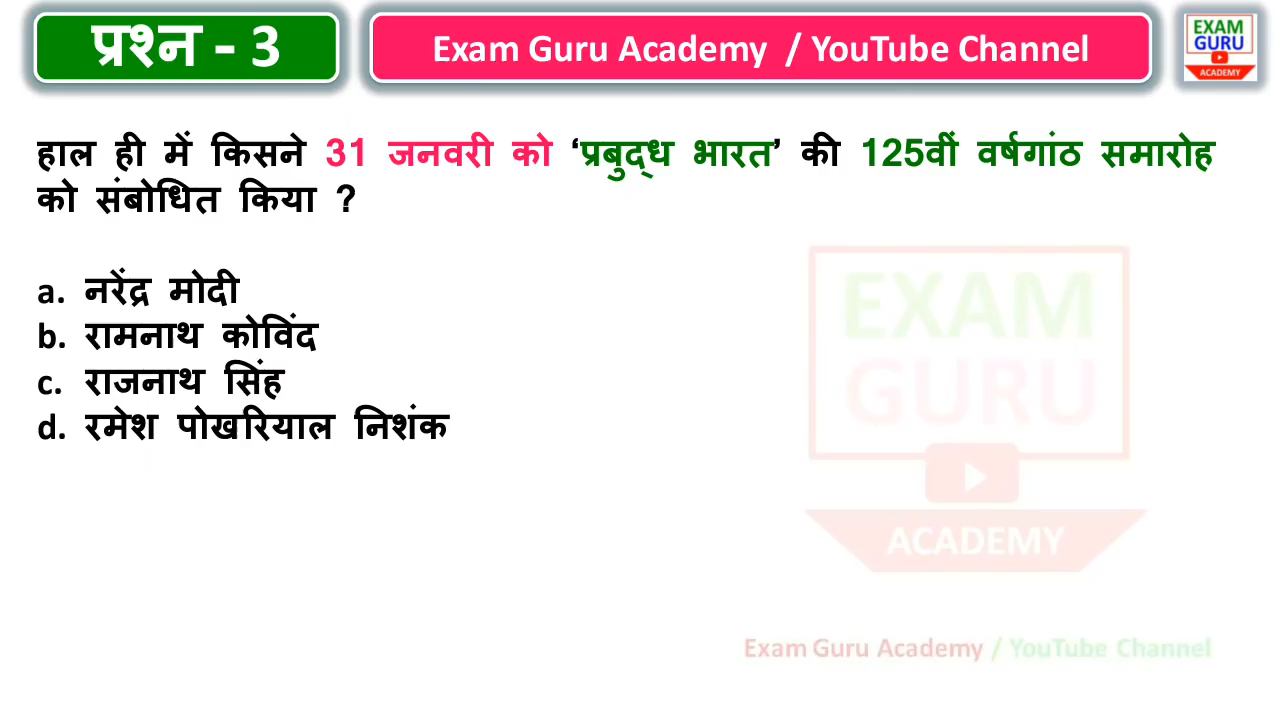 प्रश्न - 3
Exam Guru Academy / YouTube Channel
EXAM
GURU
ACADEMY
हाल ही में किसने 31 जनवरी को ‘प्रबुद्ध भारत’ की 125वीं वर्षगांठ समारोह
को संबोधित किया ?
a. नरेंद्र मोदी
b. रामनाथ कोविंद
c. राजनाथ सिंह
d. रमेश पोखरियाल निशंक
EXAM
GURU
ACADEMY
Exam Guru Academy / YouTube Channel